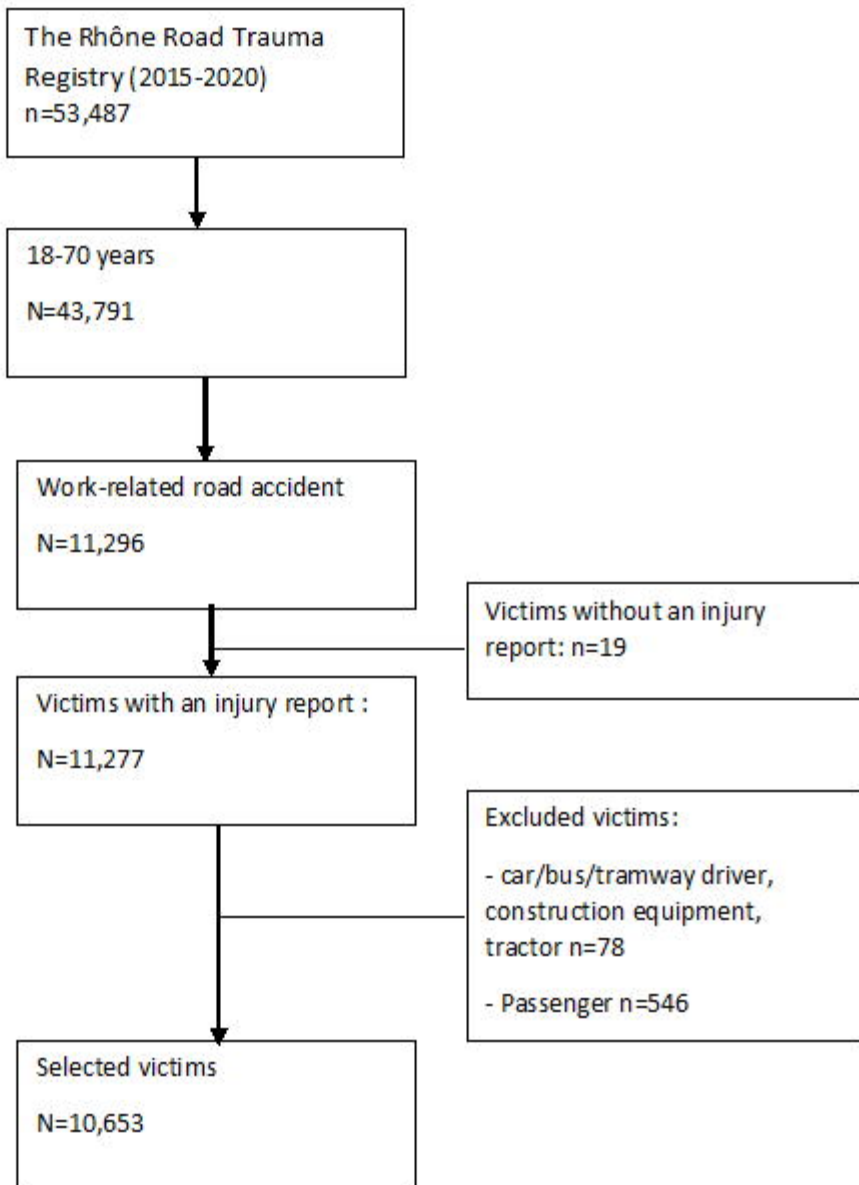 The Rhône Road Trauma
Registry (2015-2020)
n=53,487
18-70 years
N=43,791
Work-related road accident
N=11,296
Victims without an injury
report: n=19
Victims with an injury report :
N=11,277
Excluded victims:
- car/bus/tramway driver,
construction equipment,
tractor n=78
- Passenger n=546
Selected victims
N=10,653